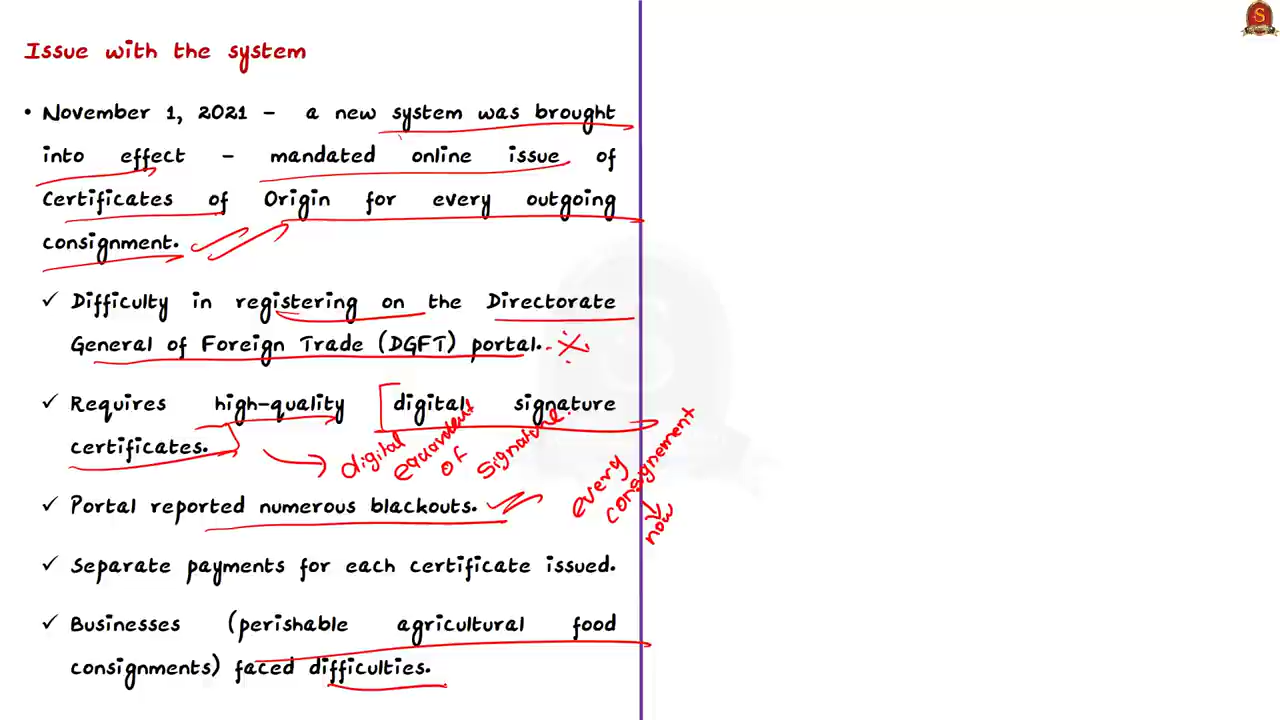 Issue with the system
• November 1, 2021 - a new system was brought
into effect - mandated online issue of
Certificates of Origin for every outgoing
consignment.
✓ Difficulty in registering on the Directorate
General of Foreign Trade (DGFT) portal.
✓ Requires high-quality digital signature
certificates.
digital equivalent of signature.
✓ Portal reported numerous blackouts.
every
consignement
now
✓ Separate payments for each certificate issued.
✓ Businesses (perishable agricultural food
consignments) faced difficulties.
S